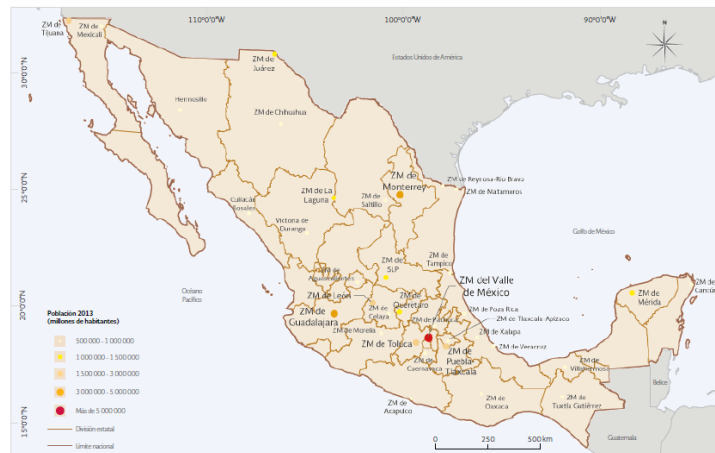 110°0'0"O
100°0'0"O
90°0'0"O
N
ZM de
Tijuana
ZM de
Mexicali
Estados Unidos de América
ZM de
Juárez
30°0'0"N
Hermosillo
ZM de Chihuahua
25°0'0"N
ZM de
Monterrey
ZM de Reynosa-Río Bravo
ZM de Matamoros
ZM de La
Laguna
ZM de
Saltillo
Culiacán
Rosales
Victoria de
Durango
Golfo de México
ZM de
Tampico
ZM de
SLP
ZM de
Aguascalientes
Océano
Pacífico
ZM del Valle
de México
ZM de
Cancún
ZM de
Mérida
20°0'0"N
ZM de León
ZM de
Querétaro
ZM de Poza Rica
ZM de
Guadalajara
ZM de
Celaya
ZM de Pachuca
ZM de Tlaxcala-Apizaco
ZM de Morelia
ZM de Xalapa
ZM de Toluca
ZM de
Puebla-
Tlaxcala
ZM de Veracruz
ZM de
Cuernavaca
ZM de
Villahermosa
Belice
ZM de
Acapulco
ZM de
Oaxaca
ZM de
Tuxtla Gutiérrez
15°0'0"N
Guatemala
Población 2013
(millones de habitantes)
500 000 - 1 000 000
1 000 000 - 1 500 000
1 500 000 - 3 000 000
3 000 000 - 5 000 000
Más de 5 000 000
División estatal
Límite nacional
0 250 500 km